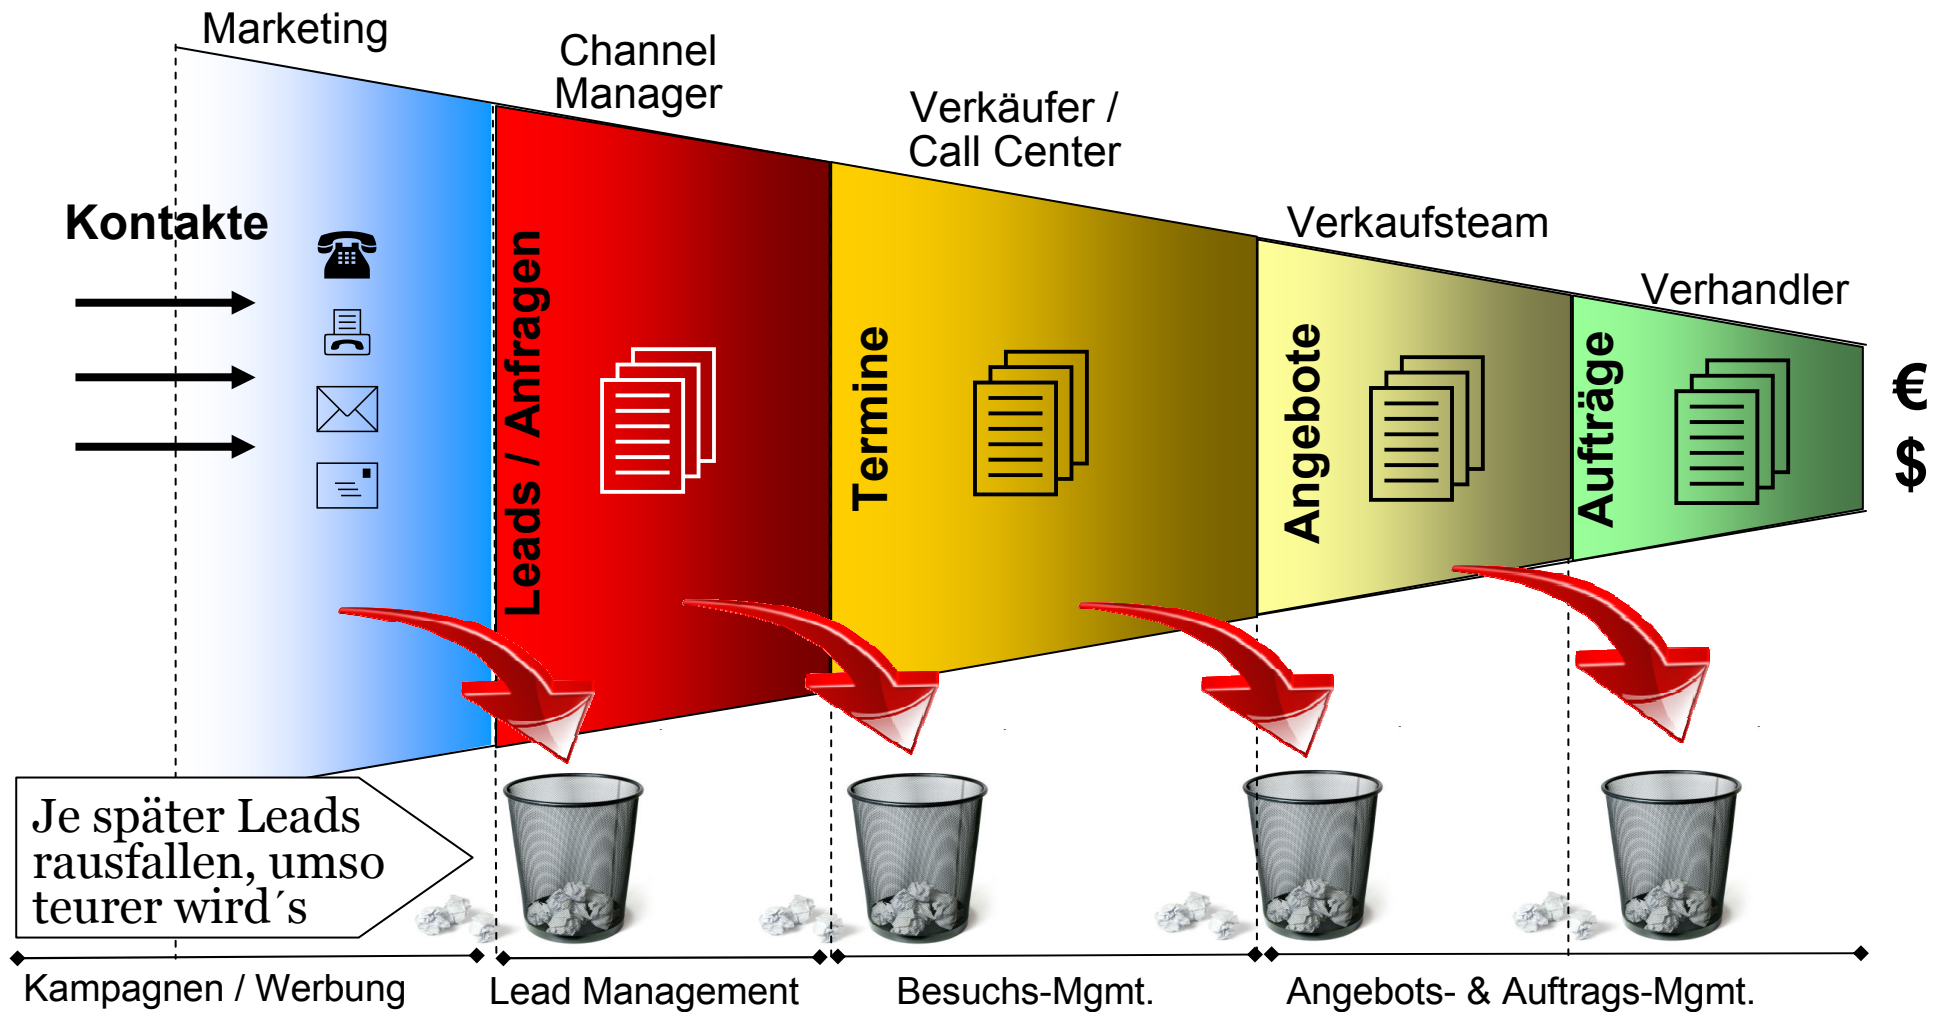 Marketing
Channel
Manager
Verkäufer /
Call Center
Verkaufsteam
Verhandler
Kontakte
Leads / Anfragen
Termine
Angebote
Aufträge
€
$
Je später Leads
rausfallen, umso
teurer wird´s
Kampagnen / Werbung
Lead Management
Besuchs-Mgmt.
Angebots- & Auftrags-Mgmt.